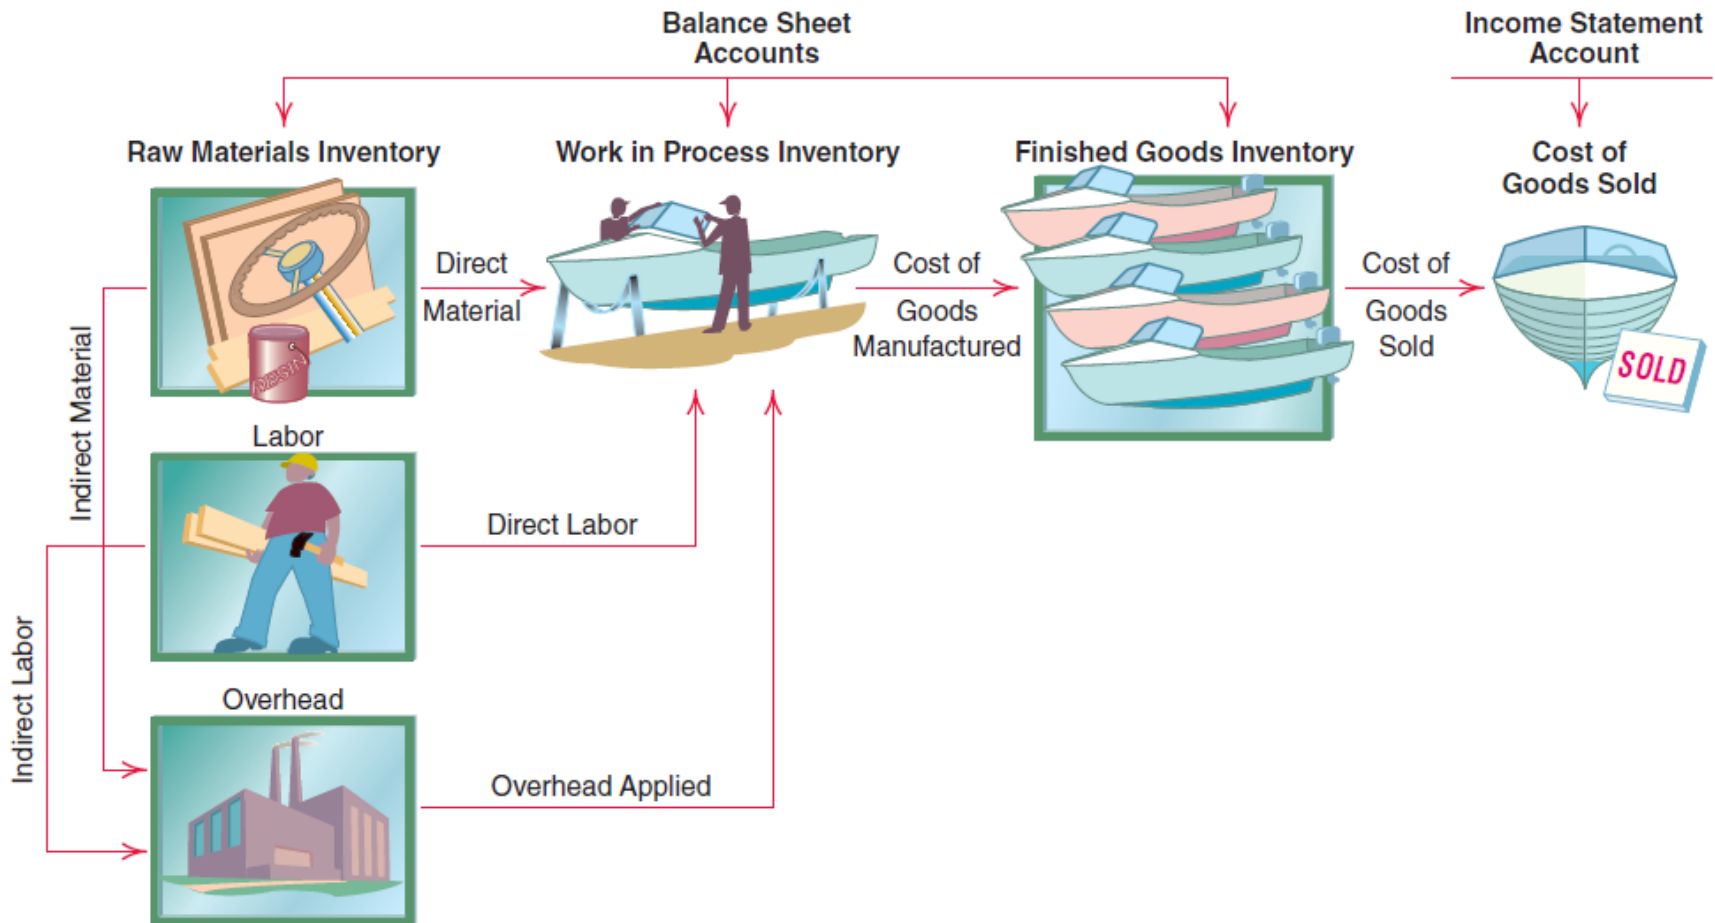 Balance Sheet
Accounts
Income Statement
Account
Raw Materials Inventory
Work in Process Inventory
Finished Goods Inventory
Cost of
Goods Sold
Direct
Material
Cost of
Goods
Manufactured
Cost of
Goods
Sold
SOLD
RESIN
Indirect Material
Labor
Direct Labor
Indirect Labor
Overhead
Overhead Applied